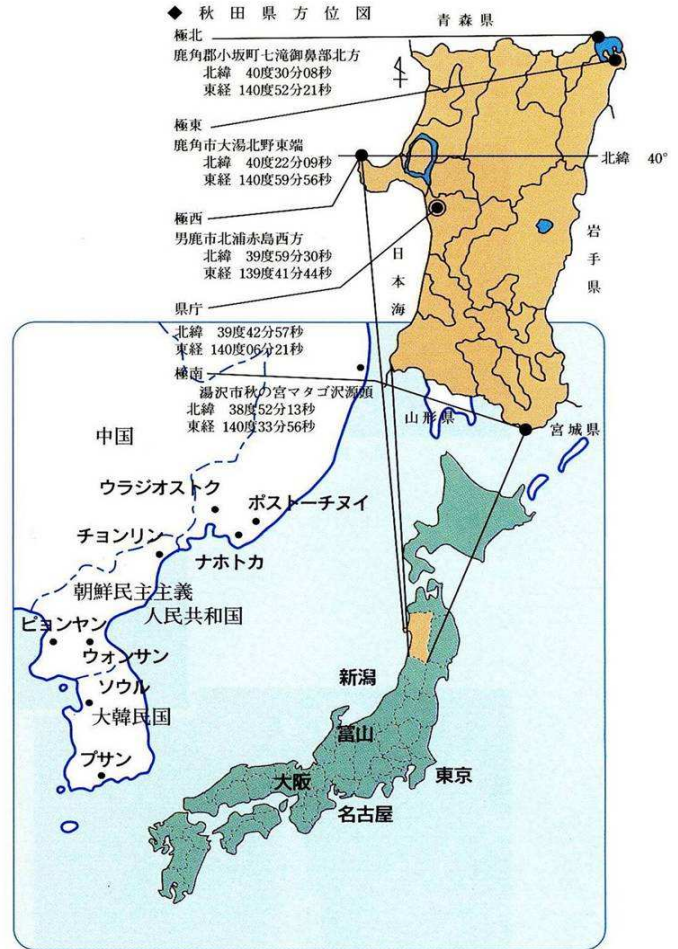 ◆ 秋田県方位図
青森県
極北
鹿角郡小坂町七滝御鼻部北方
北緯 40度30分08秒
東経 140度52分21秒
極東
鹿角市大湯北野東端
北緯 40度22分09秒
東経 140度59分56秒
北緯 40°
極西
男鹿市北浦赤島西方
北緯 39度59分30秒
東経 139度41分44秒
日本海
岩手県
県庁
北緯 39度42分57秒
東経 140度06分21秒
極南
湯沢市秋の宮マタゴ沢源頭
北緯 38度52分13秒
東経 140度33分56秒
山形県
宮城県
中国
ウラジオストク
ボストーチヌイ
チョンリン
ナホトカ
朝鮮民主主義
人民共和国
ピョンヤン
ウォンサン
ソウル
大韓民国
プサン
新潟
富山
大阪
東京
名古屋